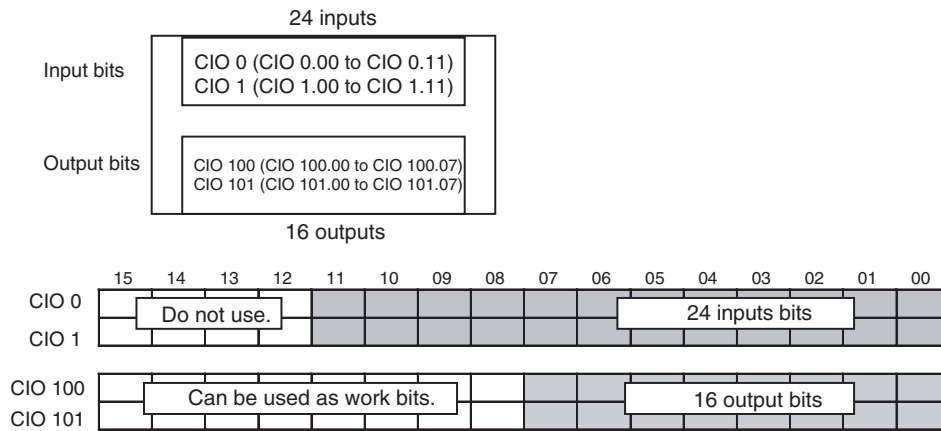 24 inputs
Input bits
CIO 0 (CIO 0.00 to CIO 0.11)
CIO 1 (CIO 1.00 to CIO 1.11)
Output bits
CIO 100 (CIO 100.00 to CIO 100.07)
CIO 101 (CIO 101.00 to CIO 101.07)
16 outputs
15 14 13 12 11 10 09 08 07 06 05 04 03 02 01 00
CIO 0
Do not use.
24 inputs bits
CIO 1
CIO 100
Can be used as work bits.
16 output bits
CIO 101